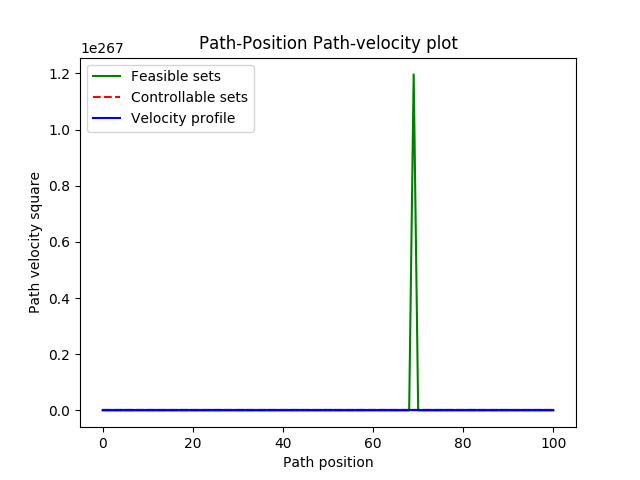 Path-Position Path-velocity plot
1e267
Feasible sets
Controllable sets
Velocity profile
1.2
1.0
0.8
0.6
0.4
0.2
0.0
Path velocity square
0 20 40 60 80 100
Path position